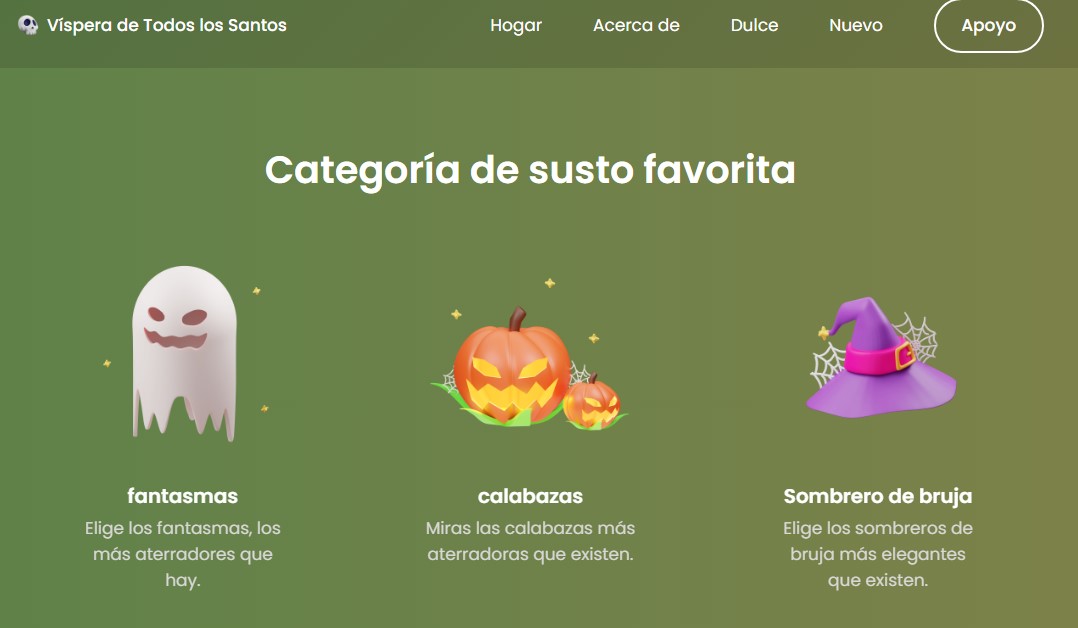 Víspera de Todos los Santos
Hogar
Acerca de
Dulce
Nuevo
Apoyo
Categoría de susto favorita
fantasmas
Elige los fantasmas, los
más aterradores que
hay.
calabazas
Miras las calabazas más
aterradoras que existen.
Sombrero de bruja
Elige los sombreros de
bruja más elegantes
que existen.